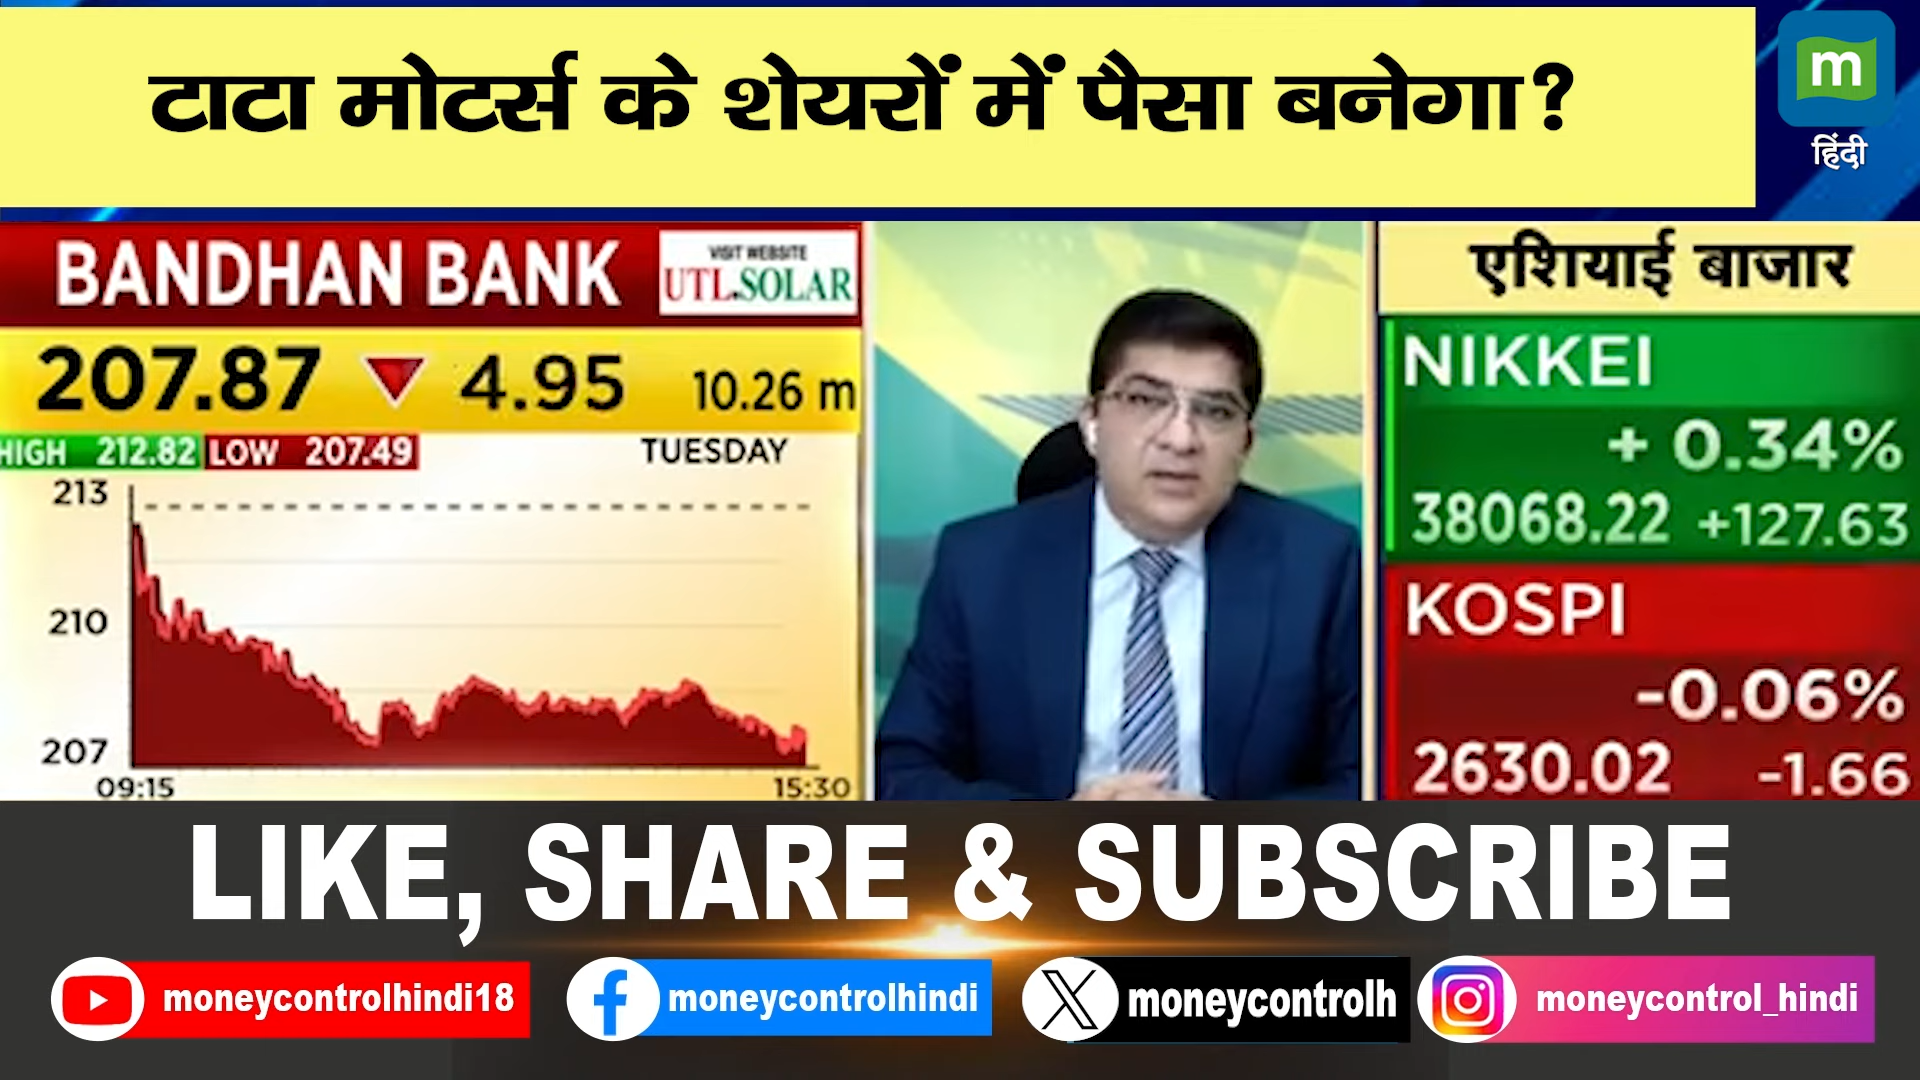 टाटा मोटर्स के शेयरों में पैसा बनेगा?
m
हिंदी
BANDHAN BANK
VISIT WEBSITE
UTL SOLAR
207.87 ▼ 4.95 10.26 m
HIGH 212.82 LOW 207.49
TUESDAY
213
210
207
09:15 15:30
एशियाई बाजार
NIKKEI
+ 0.34%
38068.22 +127.63
KOSPI
-0.06%
2630.02 -1.66
LIKE, SHARE & SUBSCRIBE
moneycontrolhindi18
moneycontrolhindi
moneycontrolh
moneycontrol_hindi